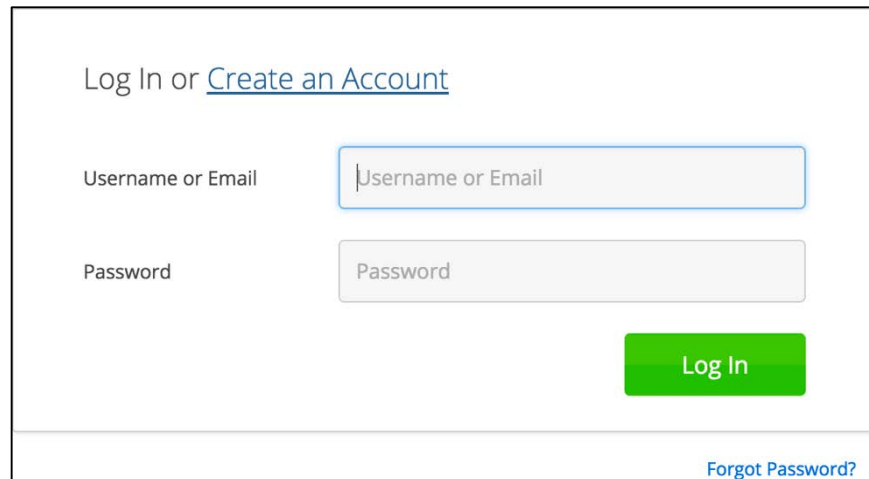 Log In or Create an Account
Username or Email Username or Email
Password Password
Log In
Forgot Password?